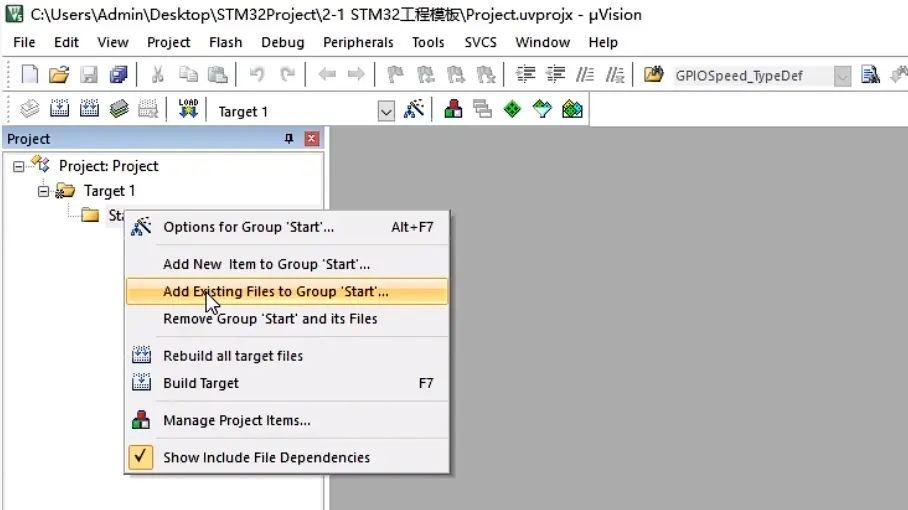 C:\Users\Admin\Desktop\STM32Project\2-1 STM32工程模板\Project.uvprojx - µVision
File Edit View Project Flash Debug Peripherals Tools SVCS Window Help
GPIOSpeed_TypeDef
LOAD Target 1
Project
Project: Project
Target 1
Sta
Options for Group 'Start'... Alt+F7
Add New Item to Group 'Start'...
Add Existing Files to Group 'Start'...
Remove Group 'Start' and its Files
Rebuild all target files
Build Target F7
Manage Project Items...
Show Include File Dependencies